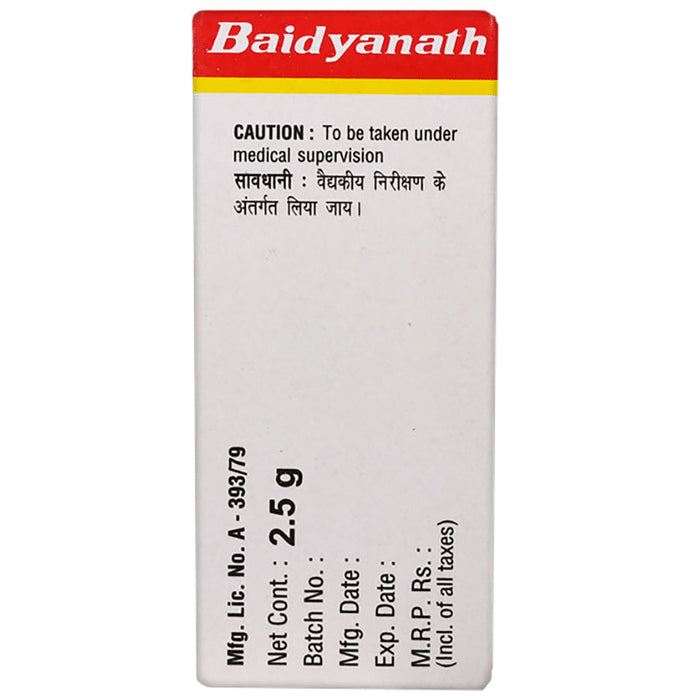 Baidyanath
CAUTION : To be taken under
medical supervision
सावधानी : वैद्यकीय निरीक्षण के
अंतर्गत लिया जाय।
Mfg. Lic. No. A - 393/79
Net Cont. : 2.5 g
Batch No. :
Mfg. Date :
Exp. Date :
M.R.P. Rs. :
(Incl. of all taxes)